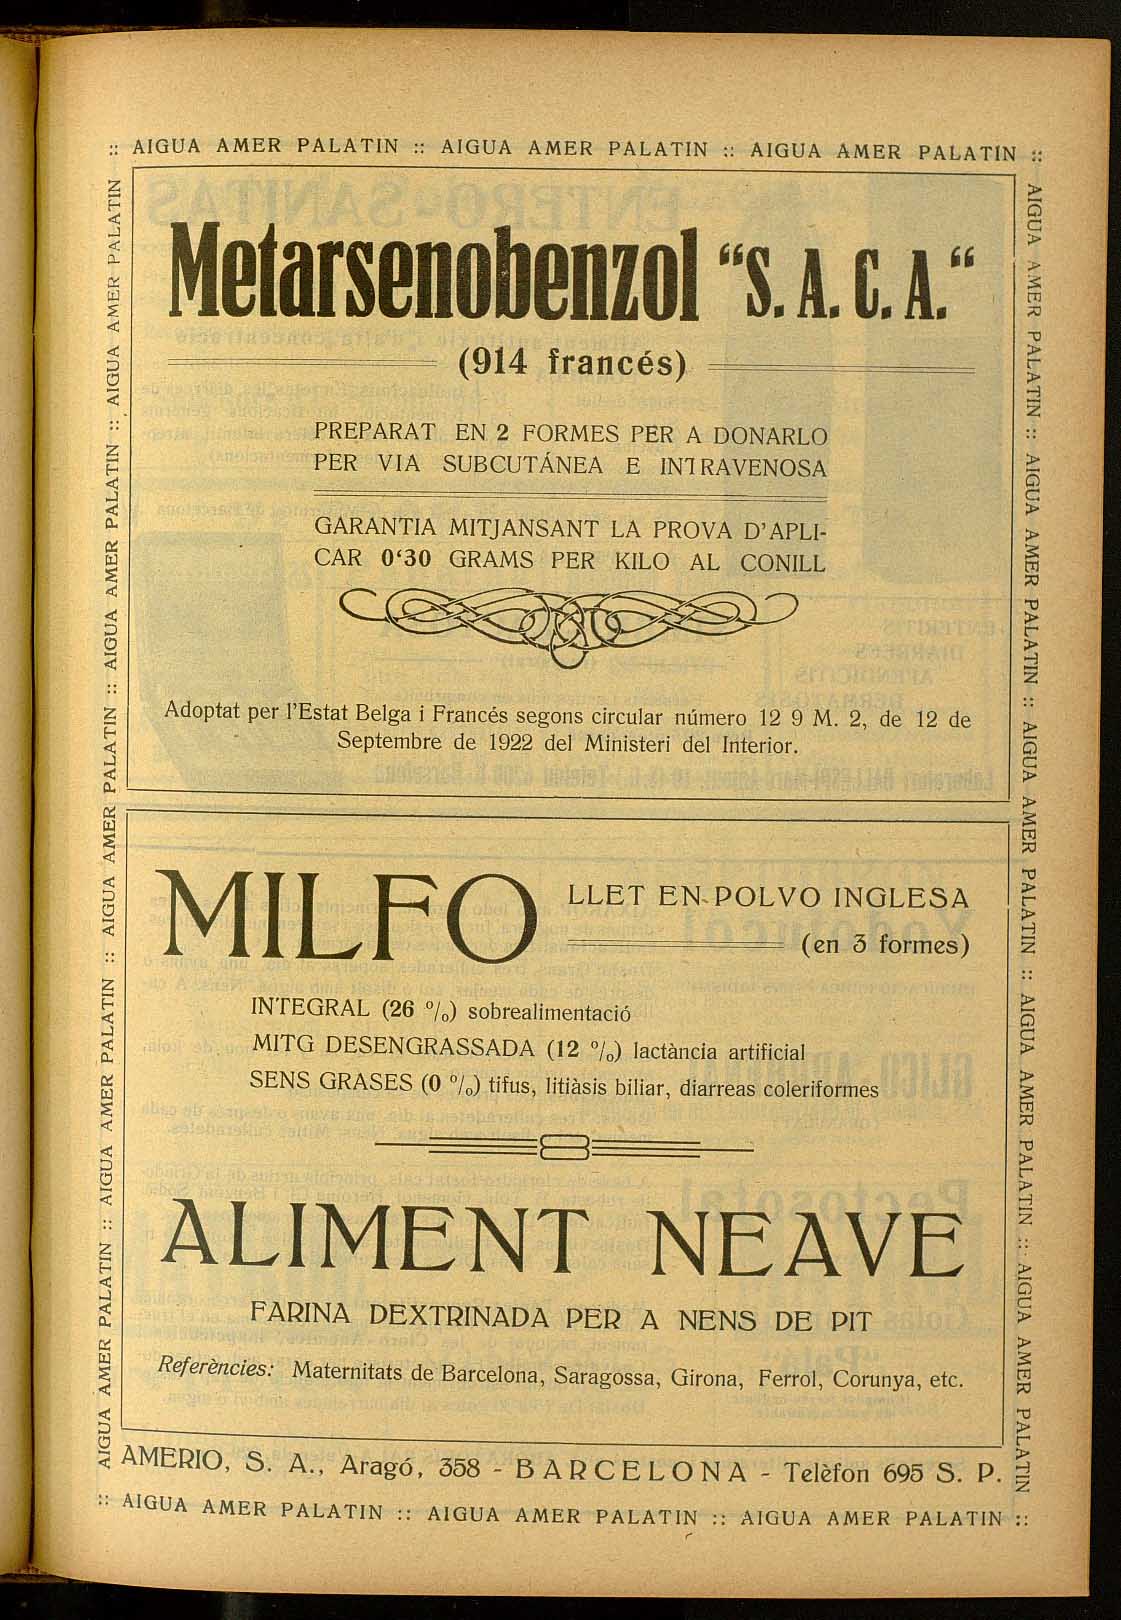 :: AIGUA AMER PALATIN :: AIGUA AMER PALATIN :: AIGUA AMER PALATIN ::
AIGUA AMER PALATIN :: AIGUA AMER PALATIN :: AIGUA AMER PALATIN :: AIGUA AMER PALATIN :: AIGUA AMER PALATIN
AIGUA AMER PALATIN :: AIGUA AMER PALATIN :: AIGUA AMER PALATIN :: AIGUA AMER PALATIN :: AIGUA AMER PALATIN
Metarsenobenzol “S. A. C. A.“
(914 francés)
PREPARAT EN 2 FORMES PER A DONARLO
PER VIA SUBCUTÁNEA E INTRAVENOSA
GARANTIA MITJANSANT LA PROVA D'APLI-
CAR 0‘30 GRAMS PER KILO AL CONILL
Adoptat per l'Estat Belga i Francés segons circular número 12 9 M. 2, de 12 de
Septembre de 1922 del Ministeri del Interior.
MILFO LLET EN POLVO INGLESA
(en 3 formes)
INTEGRAL (26 %) sobrealimentació
MITG DESENGRASSADA (12 %) lactància artificial
SENS GRASES (0 %) tifus, litiàsis biliar, diarreas coleriformes
ALIMENT NEAVE
FARINA DEXTRINADA PER A NENS DE PIT
Referències: Maternitats de Barcelona, Saragossa, Girona, Ferrol, Corunya, etc.
AMERIO, S. A., Aragó, 358 - BARCELONA - Telèfon 695 S. P.
:: AIGUA AMER PALATIN :: AIGUA AMER PALATIN :: AIGUA AMER PALATIN ::